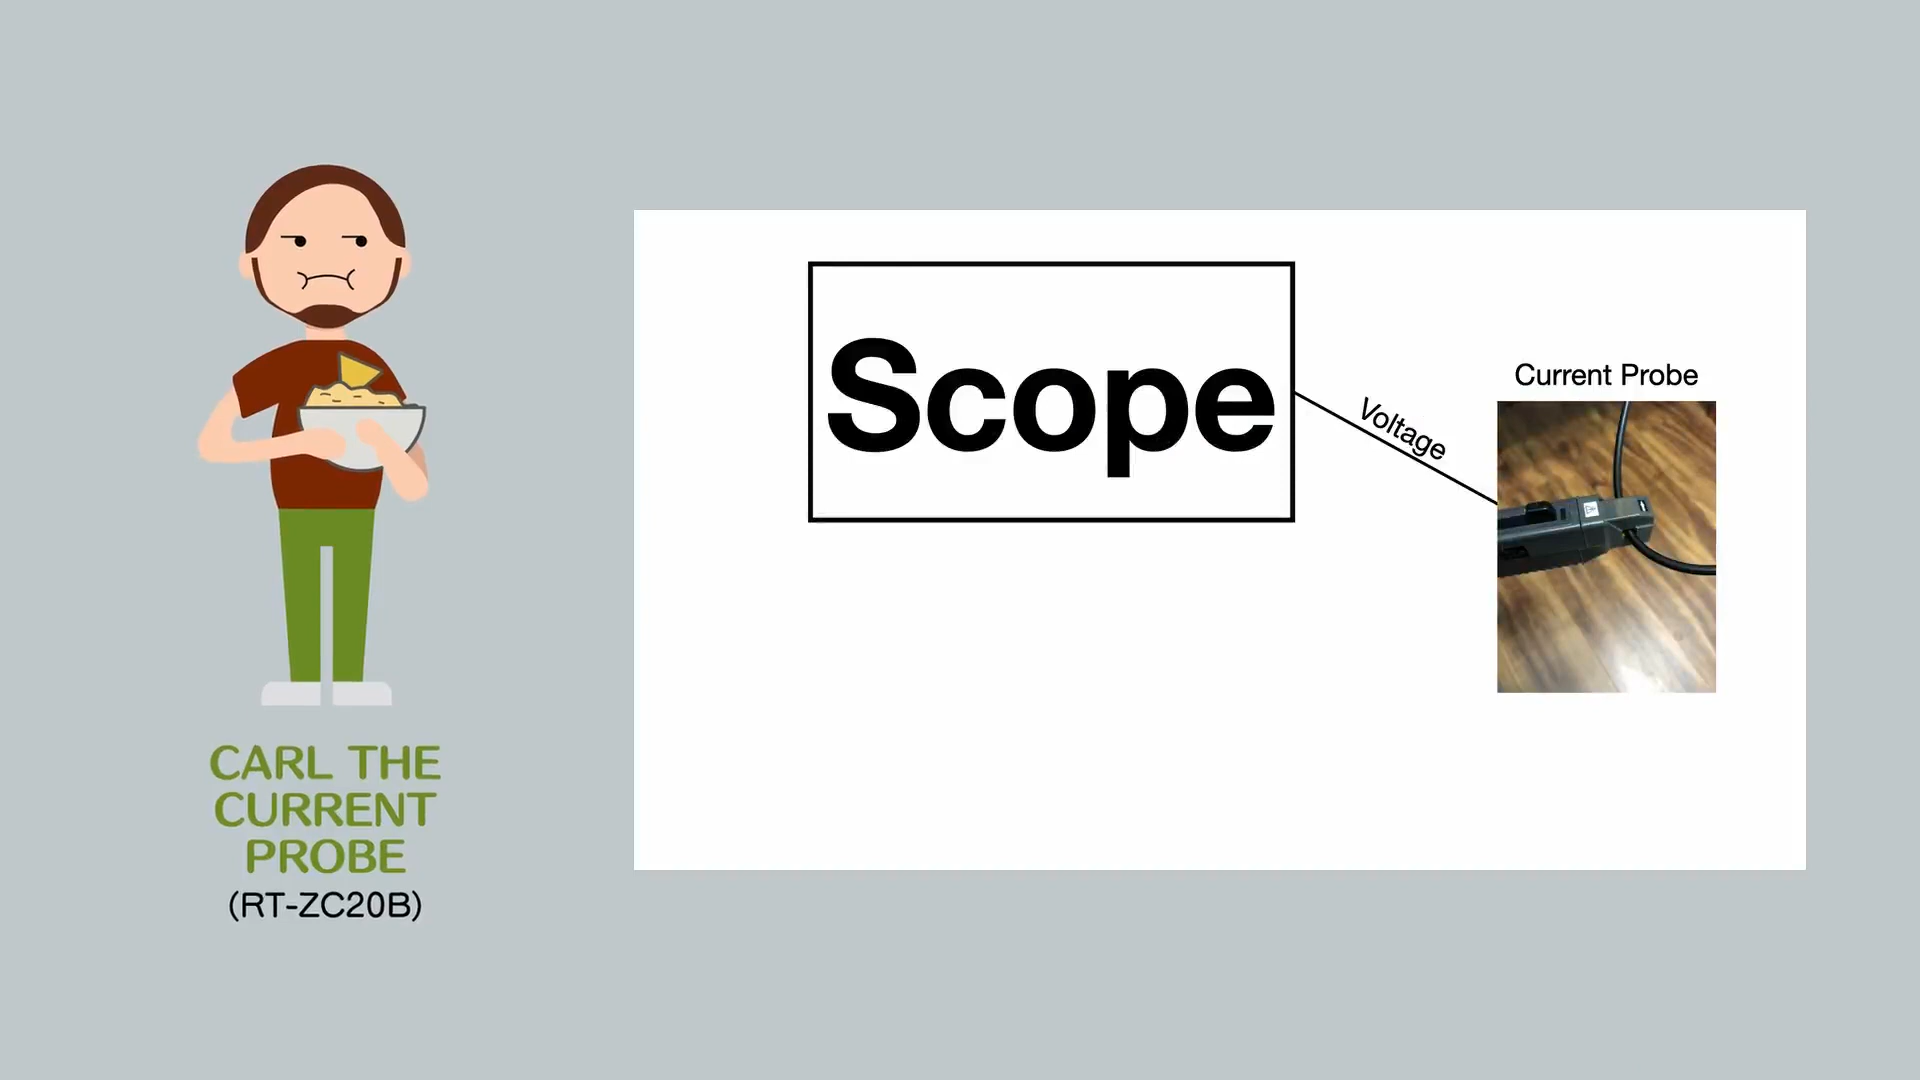 Scope
Voltage
Current Probe
CARL THE
CURRENT
PROBE
(RT-ZC20B)